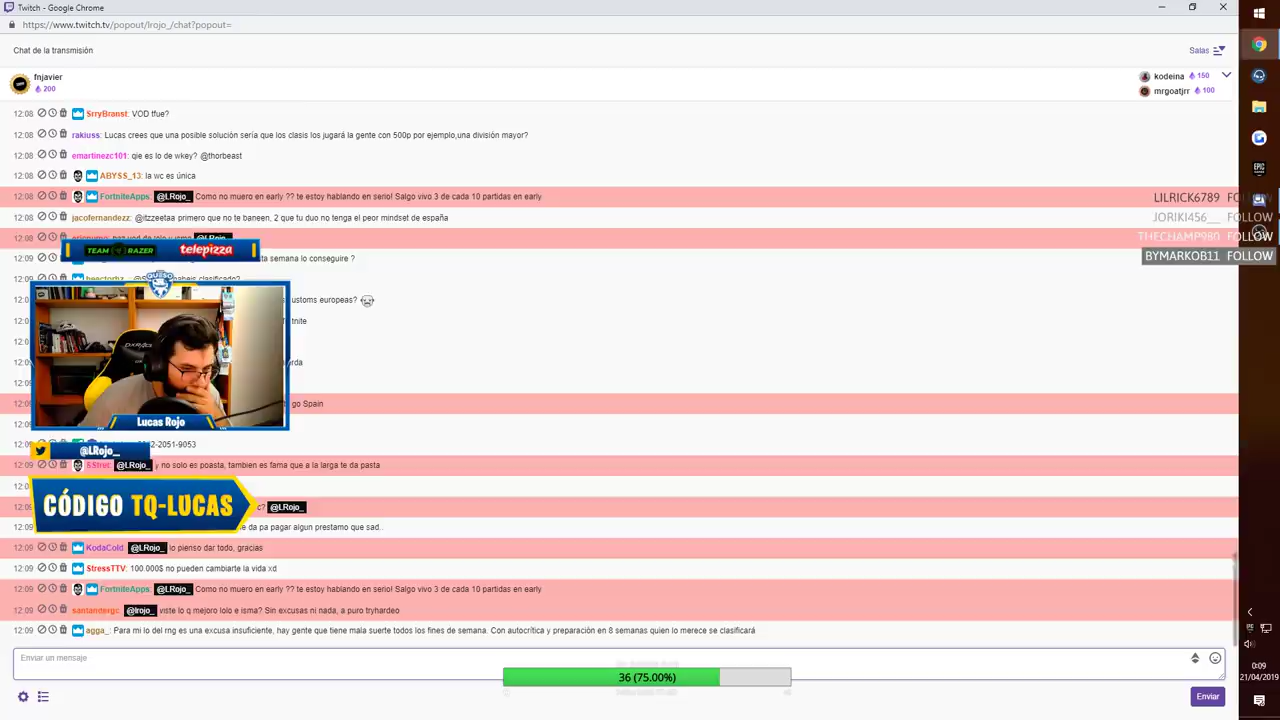 Twitch - Google Chrome
https://www.twitch.tv/popout/lrojo_/chat?popout=
Chat de la transmisión
Salas
fnjavier
200
kodeina 150
mrgoatjrr 100
12:08 SrryBranst: VOD tfue?
12:08 rakiuss: Lucas crees que una posible solución sería que los clasis los jugará la gente con 500p por ejemplo,una división mayor?
12:08 emartinezc101: qie es lo de wkey? @thorbeast
12:08 ABYSS_13: la wc es única
12:08 FortniteApps: @LRojo_ Como no muero en early ?? te estoy hablando en serio! Salgo vivo 3 de cada 10 partidas en early
LILRICK6789 FOLLOW
12:08 jacofernandezz: @itzzeetaa primero que no te baneen, 2 que tu duo no tenga el peor mindset de españa
JORIKI456__ FOLLOW
12:08
THECHAMP980 FOLLOW
TEAM RAZER
telepizza
12:09 ta semana lo conseguire ?
BYMARKOB11 FOLLOW
12:09
QUESO
ustoms europeas?
tnite
go Spain
Lucas Rojo
2-2051-9053
@LRojo_
@LRojo_ y no solo es poasta, tambien es fama que a la larga te da pasta
12:09
CÓDIGO TQ-LUCAS
c? @LRojo_
da pa pagar algun prestamo que sad..
12:09 KodaCold: @LRojo_ lo pienso dar todo, gracias
12:09 StressTTV: 100.000$ no pueden cambiarte la vida xd
12:09 FortniteApps: @LRojo_ Como no muero en early ?? te estoy hablando en serio! Salgo vivo 3 de cada 10 partidas en early
12:09 santamtergc: @lrojo_ viste lo q mejoro lolo e isma? Sin excusas ni nada, a puro tryhardeo
12:09 agga_: Para mi lo del rng es una excusa insuficiente, hay gente que tiene mala suerte todos los fines de semana. Con autocrítica y preparación en 8 semanas quien lo merece se clasificará
Enviar un mensaje
36 (75.00%)
Enviar
EPIC GAMES
0:09
21/04/2019